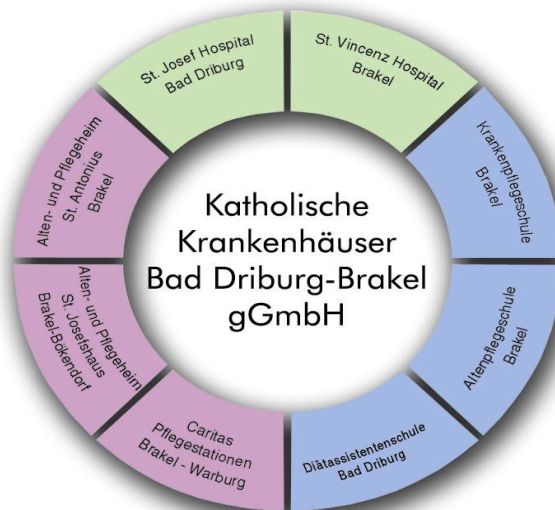 St. Josef Hospital
Bad Driburg
St. Vincenz Hospital
Brakel
Krankenpflegeschule
Brakel
Altenpflegeschule
Brakel
Diätassistentenschule
Bad Driburg
Caritas
Pflegestationen
Brakel - Warburg
Alten- und Pflegeheim
St. Josefshaus
Brakel-Bökendorf
Alten- und Pflegeheim
St. Antonius
Brakel
Katholische
Krankenhäuser
Bad Driburg-Brakel
gGmbH